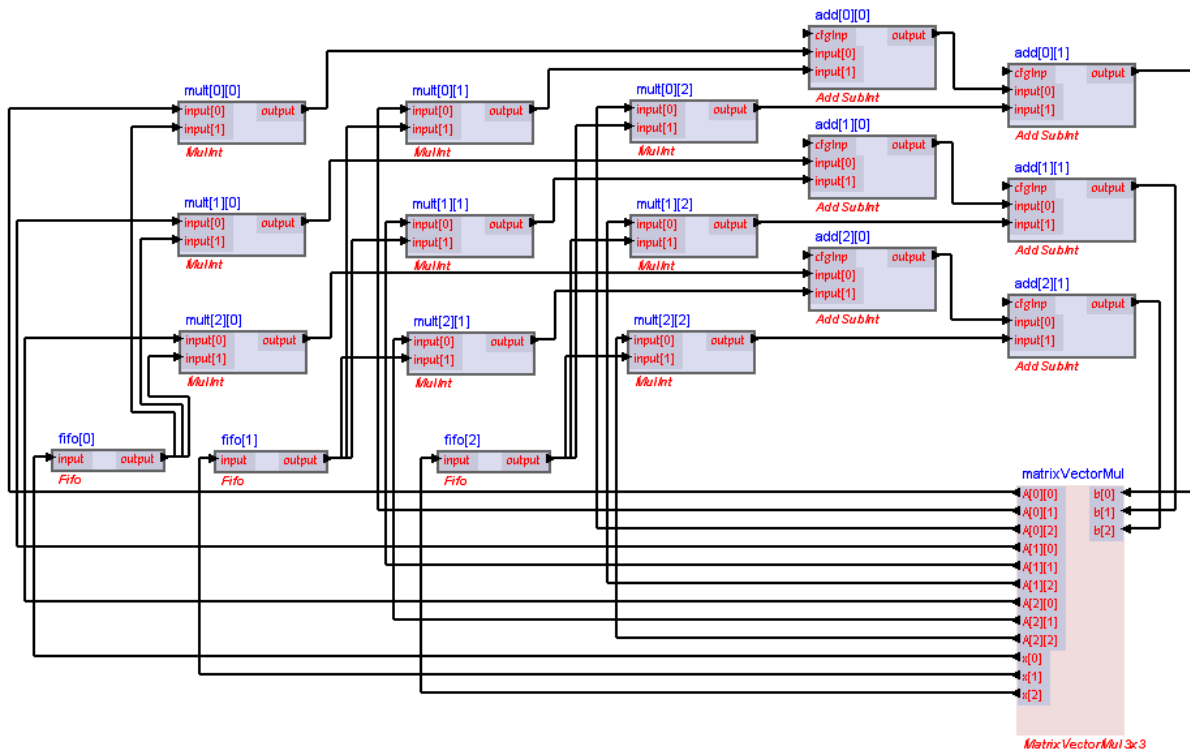 add[0][0]
cfgInp output
input[0]
input[1]
Add SubInt
add[0][1]
cfgInp output
input[0]
input[1]
Add SubInt
mult[0][0]
input[0] output
input[1]
MulInt
mult[0][1]
input[0] output
input[1]
MulInt
mult[0][2]
input[0] output
input[1]
MulInt
add[1][0]
cfgInp output
input[0]
input[1]
Add SubInt
add[1][1]
cfgInp output
input[0]
input[1]
Add SubInt
mult[1][0]
input[0] output
input[1]
MulInt
mult[1][1]
input[0] output
input[1]
MulInt
mult[1][2]
input[0] output
input[1]
MulInt
add[2][0]
cfgInp output
input[0]
input[1]
Add SubInt
add[2][1]
cfgInp output
input[0]
input[1]
Add SubInt
mult[2][0]
input[0] output
input[1]
MulInt
mult[2][1]
input[0] output
input[1]
MulInt
mult[2][2]
input[0] output
input[1]
MulInt
fifo[0]
input output
Fifo
fifo[1]
input output
Fifo
fifo[2]
input output
Fifo
matrixVectorMul
A[0][0] b[0]
A[0][1] b[1]
A[0][2] b[2]
A[1][0]
A[1][1]
A[1][2]
A[2][0]
A[2][1]
A[2][2]
x[0]
x[1]
x[2]
MatrixVectorMul3x3